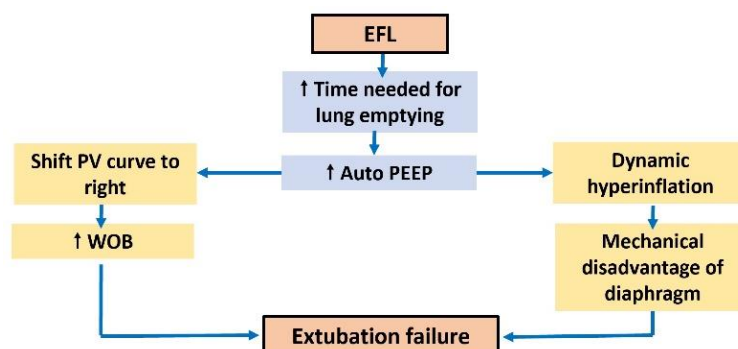 EFL
↑ Time needed for
lung emptying
↑ Auto PEEP
Shift PV curve to
right
↑ WOB
Dynamic
hyperinflation
Mechanical
disadvantage of
diaphragm
Extubation failure